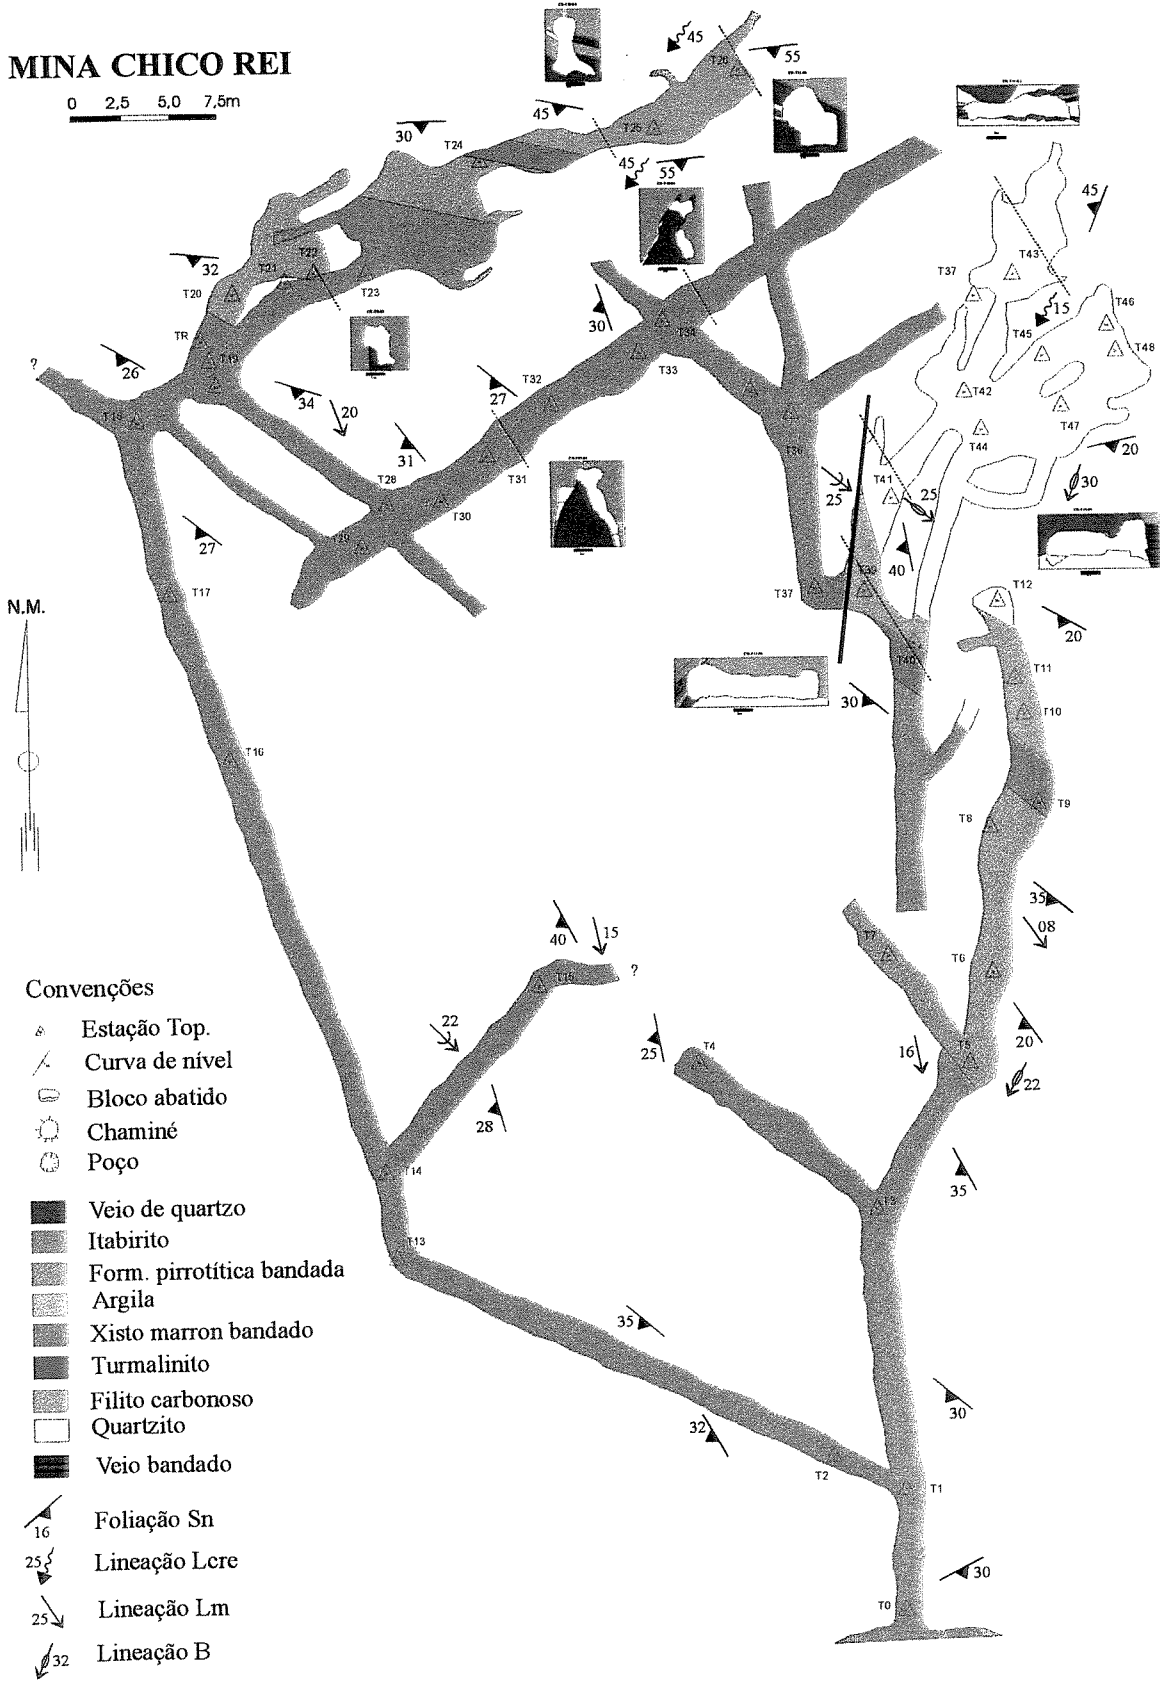 MINA CHICO REI
0 2,5 5,0 7,5m
45
T26
55
45
30
T25
T24
45
55
45
32
T21
T22
T20
T23
TR
T19
26
?
T43
T37
15
T46
T45
T48
30
T34
T33
T32
27
34
20
T42
T47
T44
20
31
T31
T28
T30
T29
T36
25
T41
25
30
40
27
T17
T37
T39
T12
20
N.M.
T40
T11
30
T10
T16
T9
T8
35
08
40
15
T7
T6
?
22
25
T4
16
T5
20
22
28
35
T14
T3
T13
35
32
30
T2
T1
30
T0
Convenções
Estação Top.
Curva de nível
Bloco abatido
Chaminé
Poço
Veio de quartzo
Itabirito
Form. pirrotítica bandada
Argila
Xisto marron bandado
Turmalinito
Filito carbonoso
Quartzito
Veio bandado
16 Foliação Sn
25 Lineação Lcre
25 Lineação Lm
32 Lineação B